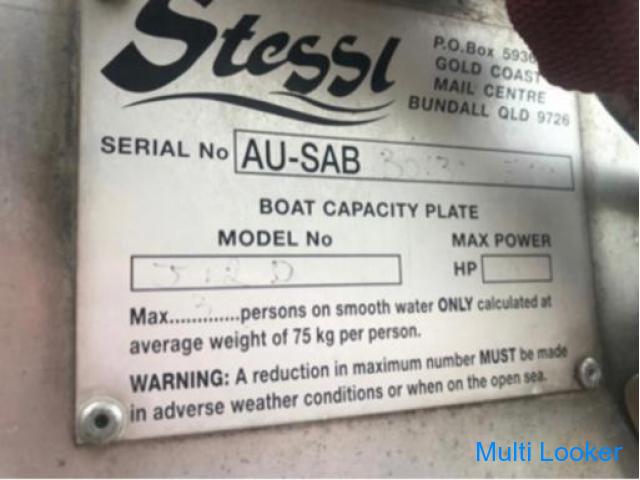 Stessl
P.O.Box
GOLD COAST
MAIL CENTRE
BUNDALL QLD 9726
SERIAL No AU-SAB
BOAT CAPACITY PLATE
MODEL No MAX POWER
HP
Max.............persons on smooth water ONLY calculated at
average weight of 75 kg per person.
WARNING: A reduction in maximum number MUST be made
in adverse weather conditions or when on the open sea.
Multi Looker